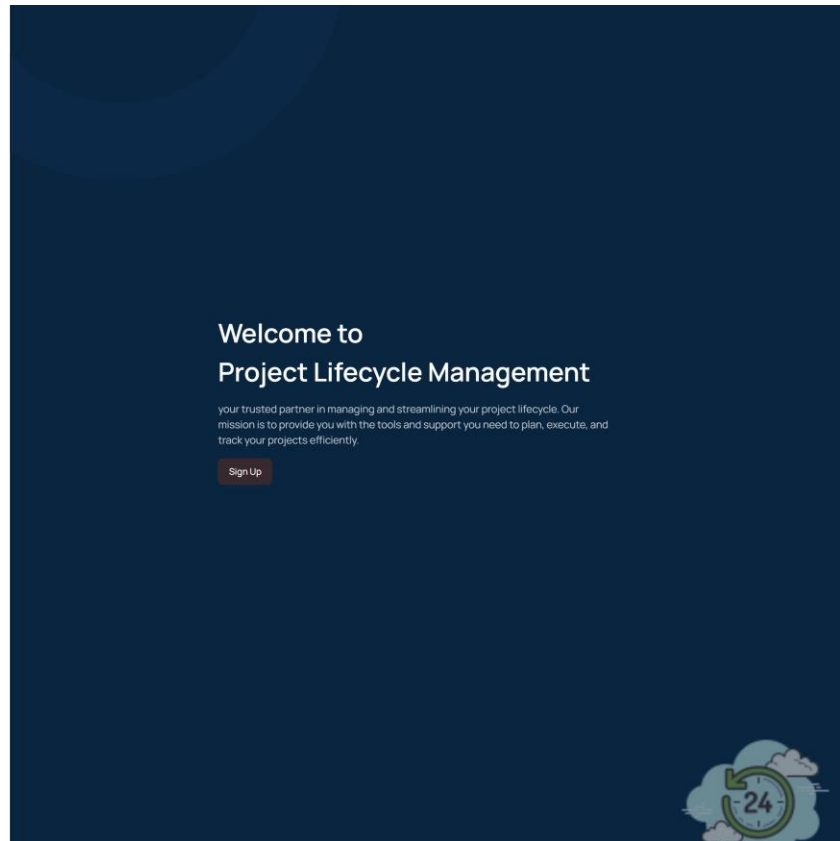 Welcome to
Project Lifecycle Management
your trusted partner in managing and streamlining your project lifecycle. Our
mission is to provide you with the tools and support you need to plan, execute, and
track your projects efficiently.
Sign Up
24